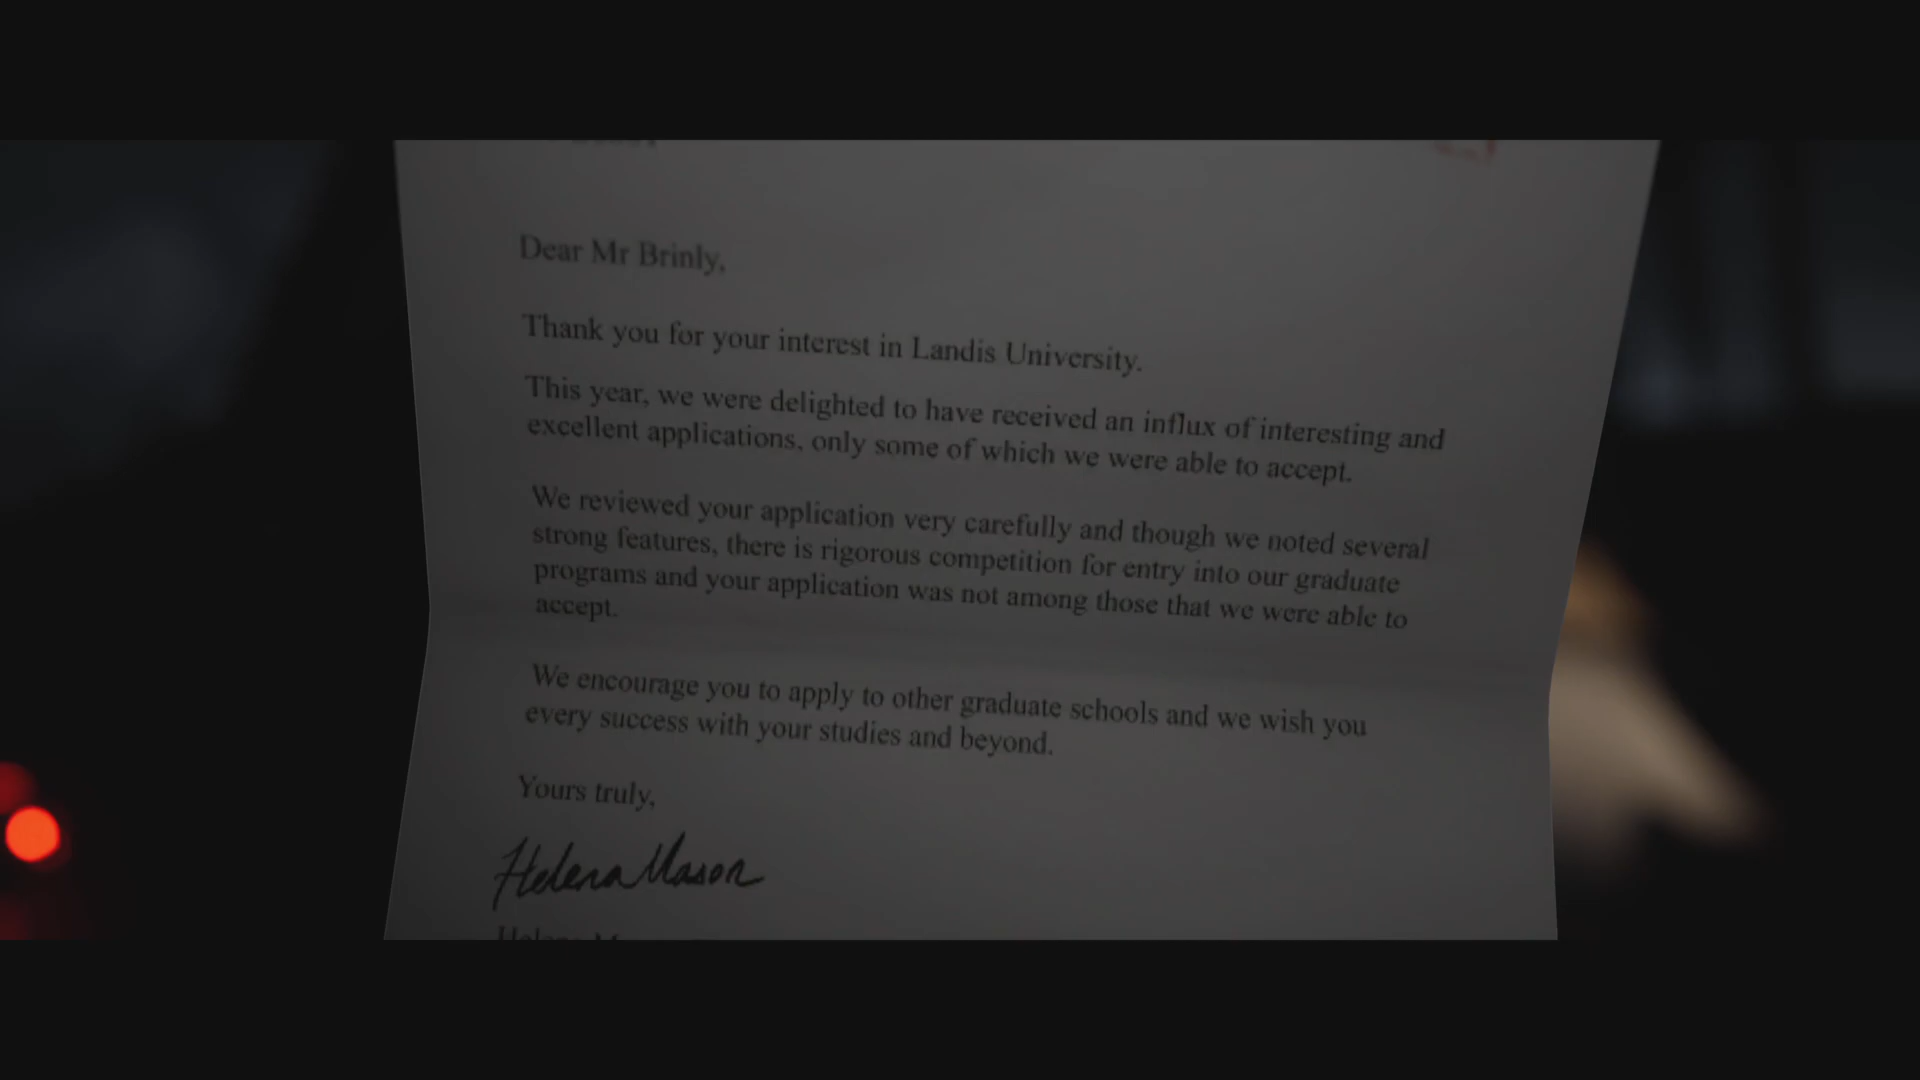 Dear Mr Brinly,
Thank you for your interest in Landis University.
This year, we were delighted to have received an influx of interesting and
excellent applications, only some of which we were able to accept.
We reviewed your application very carefully and though we noted several
strong features, there is rigorous competition for entry into our graduate
programs and your application was not among those that we were able to
accept.
We encourage you to apply to other graduate schools and we wish you
every success with your studies and beyond.
Yours truly,
Helena Mason